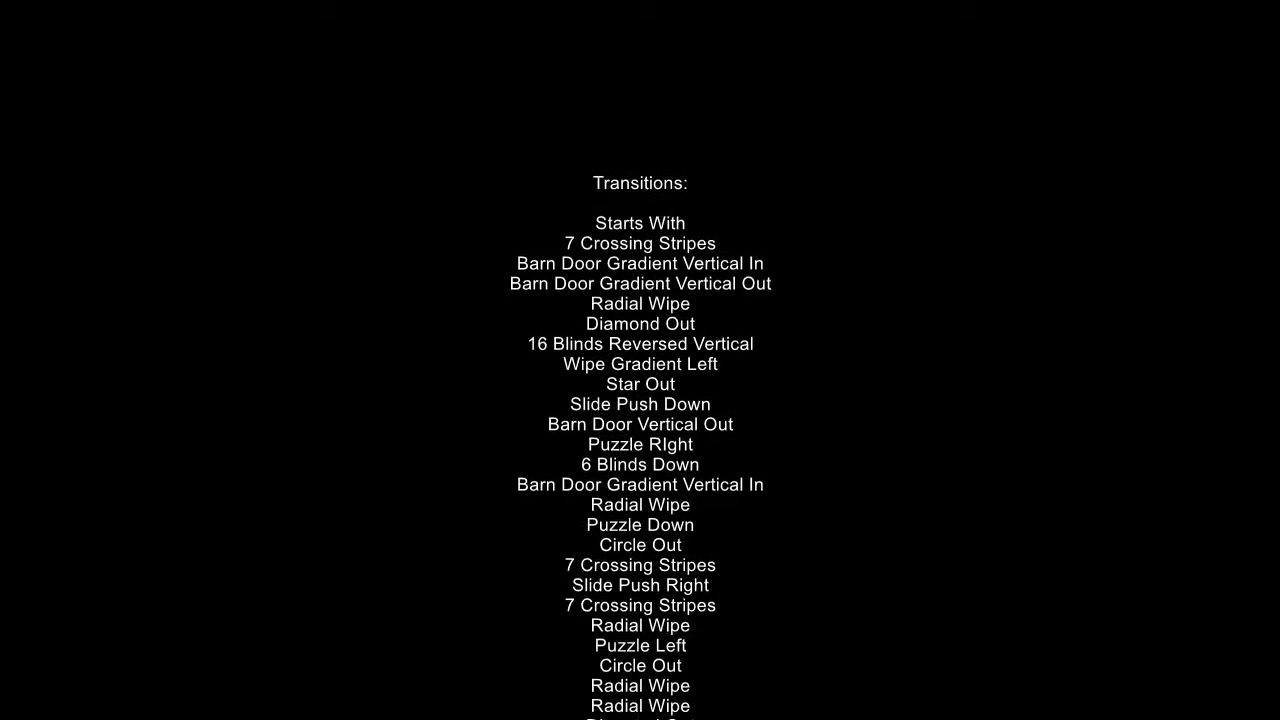 Transitions:
Starts With
7 Crossing Stripes
Barn Door Gradient Vertical In
Barn Door Gradient Vertical Out
Radial Wipe
Diamond Out
16 Blinds Reversed Vertical
Wipe Gradient Left
Star Out
Slide Push Down
Barn Door Vertical Out
Puzzle RIght
6 Blinds Down
Barn Door Gradient Vertical In
Radial Wipe
Puzzle Down
Circle Out
7 Crossing Stripes
Slide Push Right
7 Crossing Stripes
Radial Wipe
Puzzle Left
Circle Out
Radial Wipe
Radial Wipe